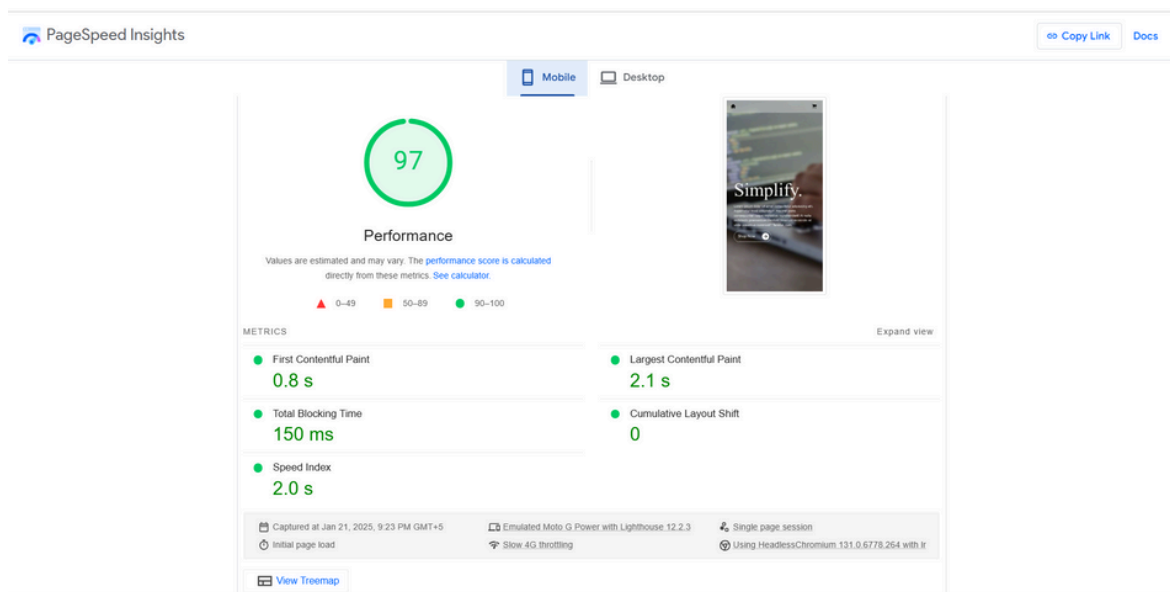 PageSpeed Insights
Copy Link
Docs
Mobile
Desktop
97
Performance
Values are estimated and may vary. The performance score is calculated
directly from these metrics. See calculator.
0–49
50–89
90–100
Simplify.
METRICS
Expand view
First Contentful Paint
0.8 s
Largest Contentful Paint
2.1 s
Total Blocking Time
150 ms
Cumulative Layout Shift
0
Speed Index
2.0 s
Captured at Jan 21, 2025, 9:23 PM GMT+5
Emulated Moto G Power with Lighthouse 12.2.3
Single page session
Initial page load
Slow 4G throttling
Using HeadlessChromium 131.0.6778.264 with lr
View Treemap